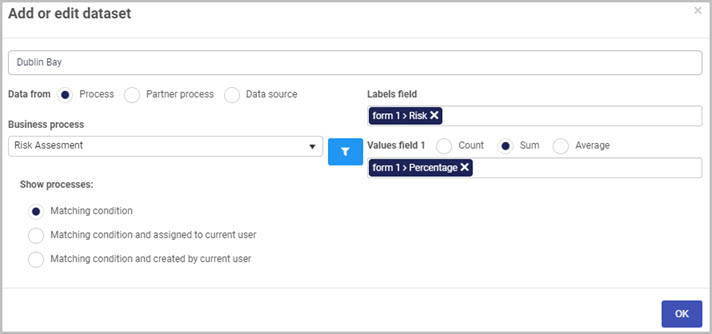 Add or edit dataset
×
Dublin Bay
Data from Process Partner process Data source
Business process
Risk Assesment
Show processes:
Matching condition
Matching condition and assigned to current user
Matching condition and created by current user
Labels field
form 1 > Risk ×
Values field 1 Count Sum Average
form 1 > Percentage ×
OK